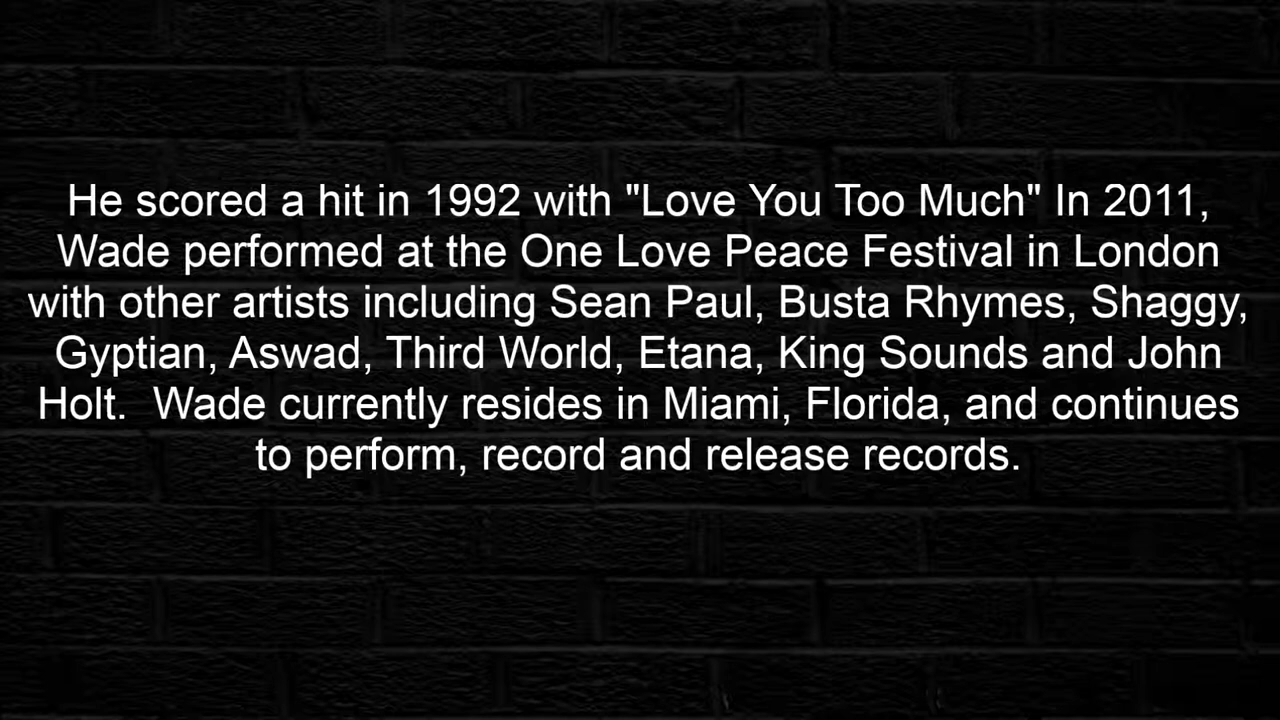 He scored a hit in 1992 with "Love You Too Much" In 2011,
Wade performed at the One Love Peace Festival in London
with other artists including Sean Paul, Busta Rhymes, Shaggy,
Gyptian, Aswad, Third World, Etana, King Sounds and John
Holt.  Wade currently resides in Miami, Florida, and continues
to perform, record and release records.